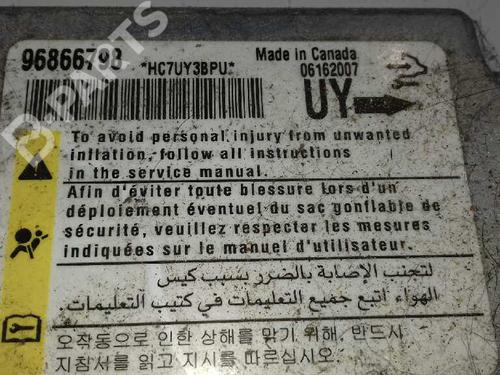 96866793
*HC7UY3BPU*
Made in Canada
06162007
UY
B-PARTS
To avoid personal injury from unwanted
inflation, follow all instructions
in the service manual.
Afin d'éviter toute blessure lors d'un
déploiement éventuel du sac gonflable de
sécurité, veuillez respecter les mesures
indiquées sur le manuel d'utilisateur.
لتجنب الإصابة بالضرر بسبب كيس
الهواء اتبع جميع التعليمات في كتيب التعليمات
오작동으로 인한 상해를 맞기 위해, 반드시
지침서를 읽고 지시를 따르십시오.